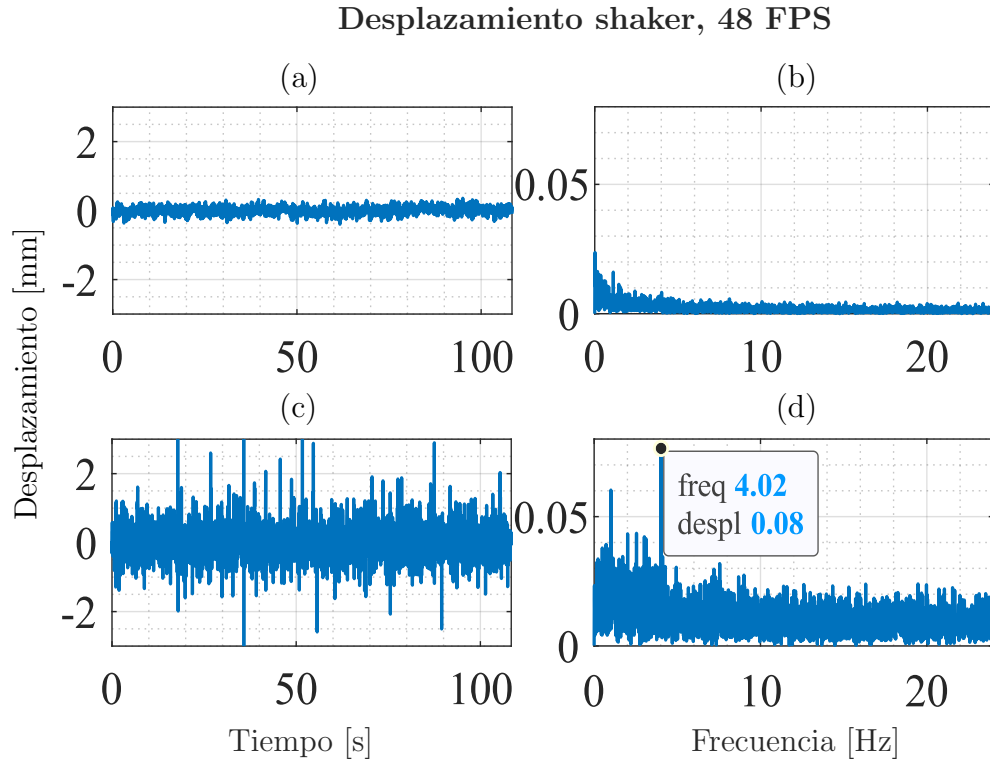 Desplazamiento shaker, 48 FPS
(a)
(b)
2
0
-2
0.05
0
0
50
100
0
10
20
Desplazamiento [mm]
(c)
(d)
2
0
-2
0.05
0
freq 4.02
despl 0.08
0
50
100
0
10
20
Tiempo [s]
Frecuencia [Hz]